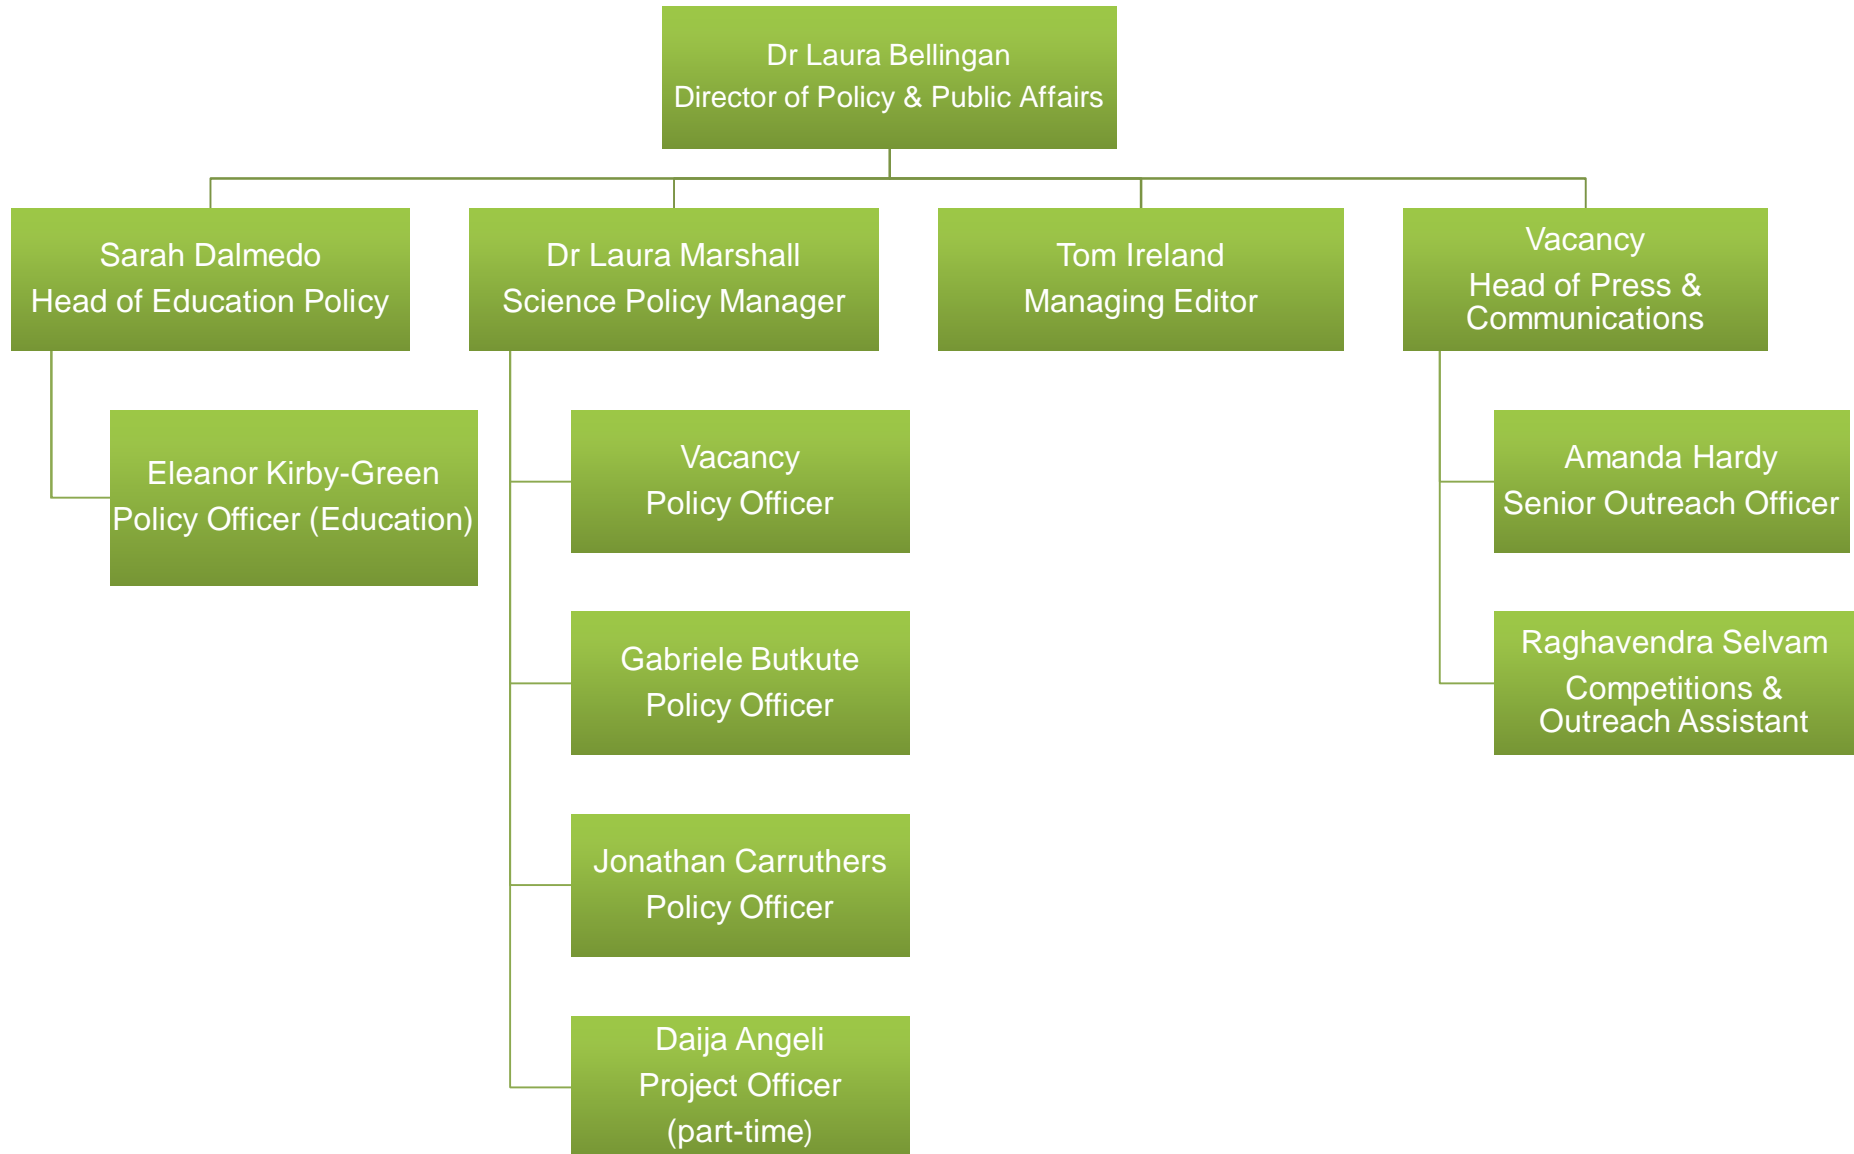 Dr Laura Bellingan
Director of Policy & Public Affairs
Sarah Dalmedo
Head of Education Policy
Dr Laura Marshall
Science Policy Manager
Tom Ireland
Managing Editor
Vacancy
Head of Press &
Communications
Eleanor Kirby-Green
Policy Officer (Education)
Vacancy
Policy Officer
Gabriele Butkute
Policy Officer
Jonathan Carruthers
Policy Officer
Daija Angeli
Project Officer
(part-time)
Amanda Hardy
Senior Outreach Officer
Raghavendra Selvam
Competitions &
Outreach Assistant